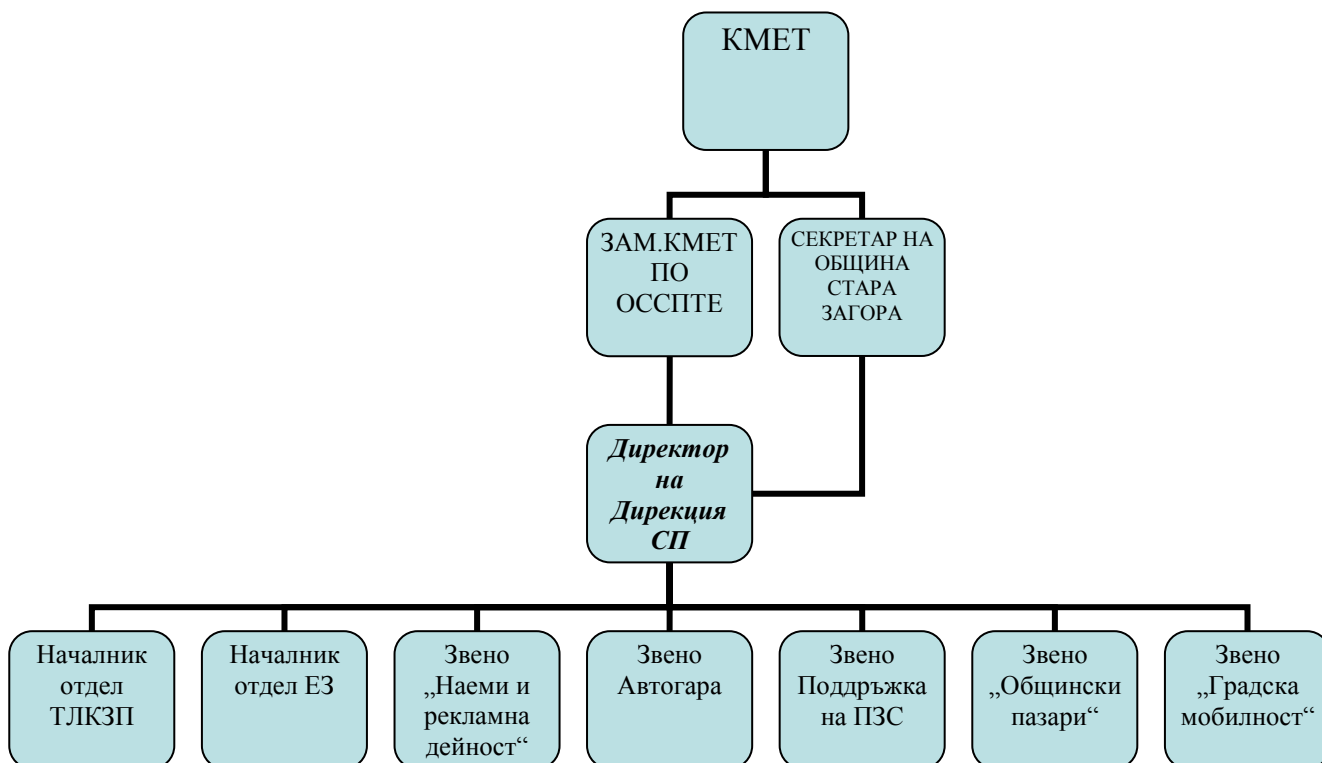 КМЕТ
ЗАМ.КМЕТ
ПО
ОССПТЕ
СЕКРЕТАР НА
ОБЩИНА
СТАРА
ЗАГОРА
Директор
на
Дирекция
СП
Началник
отдел
ТЛКЗП
Началник
отдел ЕЗ
Звено
„Наеми и
рекламна
дейност“
Звено
Автогара
Звено
Поддръжка
на ПЗС
Звено
„Общински
пазари“
Звено
„Градска
мобилност“